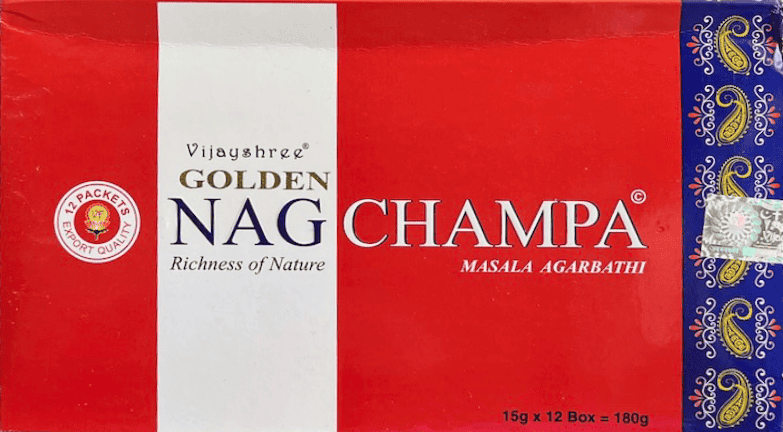 Vijayshree®
GOLDEN
NAG CHAMPA©
Richness of Nature
MASALA AGARBATHI
12 PACKETS
EXPORT QUALITY
15g x 12 Box = 180g